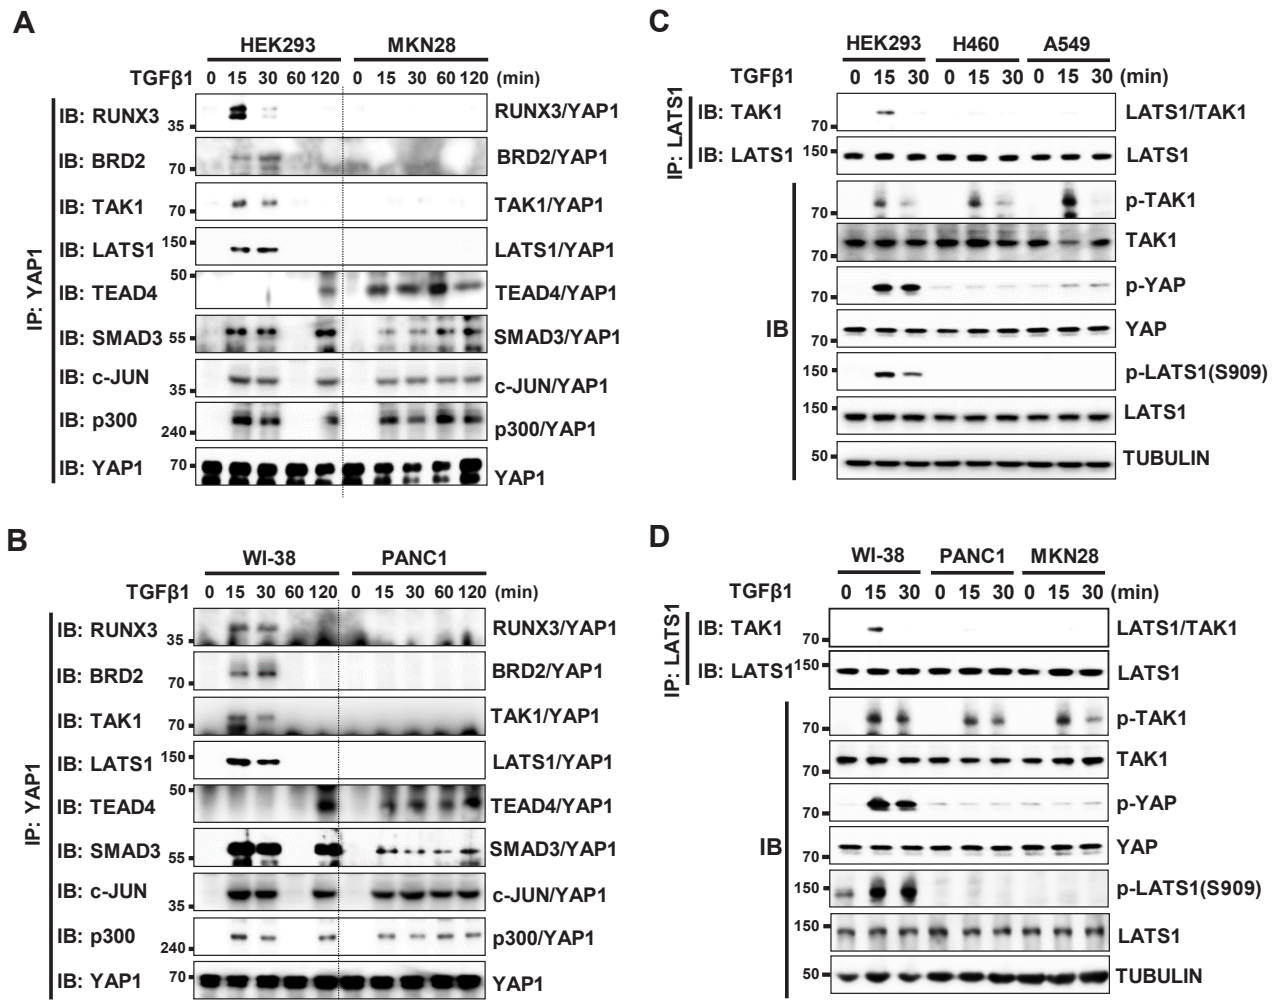 A
HEK293 MKN28
TGFβ1 0 15 30 60 120 0 15 30 60 120 (min)
IP: YAP1
IB: RUNX3 35 RUNX3/YAP1
IB: BRD2 70 BRD2/YAP1
IB: TAK1 70 TAK1/YAP1
IB: LATS1 150 LATS1/YAP1
IB: TEAD4 50 TEAD4/YAP1
IB: SMAD3 55 SMAD3/YAP1
IB: c-JUN 35 c-JUN/YAP1
IB: p300 240 p300/YAP1
IB: YAP1 70 YAP1
B
WI-38 PANC1
TGFβ1 0 15 30 60 120 0 15 30 60 120 (min)
IP: YAP1
IB: RUNX3 35 RUNX3/YAP1
IB: BRD2 70 BRD2/YAP1
IB: TAK1 70 TAK1/YAP1
IB: LATS1 150 LATS1/YAP1
IB: TEAD4 50 TEAD4/YAP1
IB: SMAD3 55 SMAD3/YAP1
IB: c-JUN 35 c-JUN/YAP1
IB: p300 240 p300/YAP1
IB: YAP1 70 YAP1
C
HEK293 H460 A549
TGFβ1 0 15 30 0 15 30 0 15 30 (min)
IP: LATS1
IB: TAK1 70 LATS1/TAK1
IB: LATS1 150 LATS1
IB
70 p-TAK1
70 TAK1
70 p-YAP
70 YAP
150 p-LATS1(S909)
150 LATS1
50 TUBULIN
D
WI-38 PANC1 MKN28
TGFβ1 0 15 30 0 15 30 0 15 30 (min)
IP: LATS1
IB: TAK1 70 LATS1/TAK1
IB: LATS1 150 LATS1
IB
70 p-TAK1
70 TAK1
70 p-YAP
70 YAP
150 p-LATS1(S909)
150 LATS1
50 TUBULIN